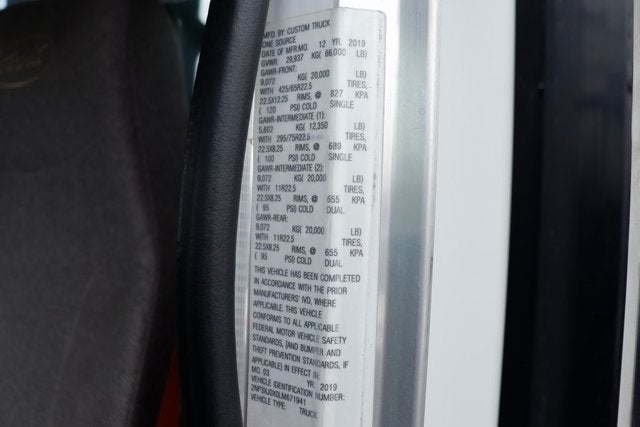 MFD. BY: CUSTOM TRUCK
ONE SOURCE
DATE OF MFR:MO. 12 YR. 2019
GVWR: 29,937 KG( 66,000 LB)
GAWR-FRONT:
9,072 KG( 20,000 LB)
WITH 425/65R22.5 TIRES,
22.5X12.25 RIMS, @ 827 KPA
( 120 PSI) COLD SINGLE
GAWR-INTERMEDIATE (1):
5,602 KG( 12,350 LB)
WITH 295/75R22.5 TIRES,
22.5X8.25 RIMS, @ 689 KPA
( 100 PSI) COLD SINGLE
GAWR-INTERMEDIATE (2):
9,072 KG( 20,000 LB)
WITH 11R22.5 TIRES,
22.5X8.25 RIMS, @ 655 KPA
( 95 PSI) COLD DUAL
GAWR-REAR:
9,072 KG( 20,000 LB)
WITH 11R22.5 TIRES,
22.5X8.25 RIMS, @ 655 KPA
( 95 PSI) COLD DUAL
THIS VEHICLE HAS BEEN COMPLETED
IN ACCORDANCE WITH THE PRIOR
MANUFACTURERS' IVD, WHERE
APPLICABLE. THIS VEHICLE
CONFORMS TO ALL APPLICABLE
FEDERAL MOTOR VEHICLE SAFETY
STANDARDS, [AND BUMPER AND
THEFT PREVENTION STANDARDS, IF
APPLICABLE] IN EFFECT IN:
MO. 03 YR. 2019
VEHICLE IDENTIFICATION NUMBER:
2NPSXJ0X0LM671941
VEHICLE TYPE: TRUCK